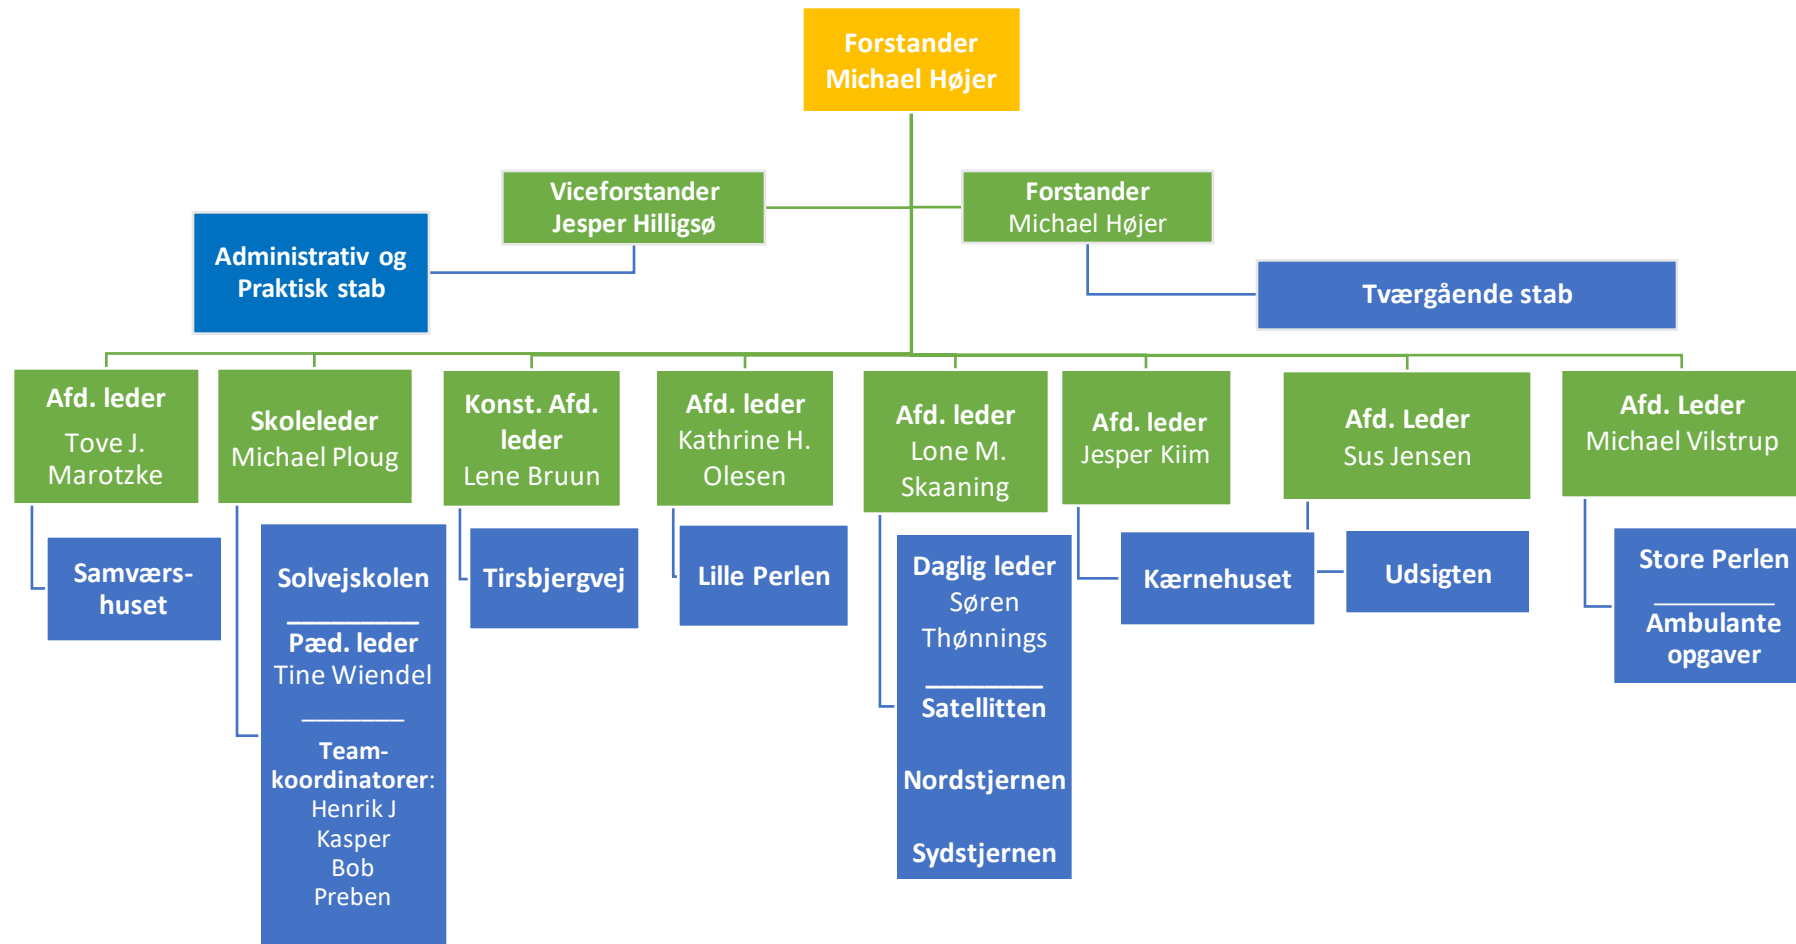 Forstander
Michael Højer
Viceforstander
Jesper Hilligsø
Forstander
Michael Højer
Administrativ og
Praktisk stab
Tværgående stab
Afd. leder
Tove J.
Marotzke
Skoleleder
Michael Ploug
Konst. Afd.
leder
Lene Bruun
Afd. leder
Kathrine H.
Olesen
Afd. leder
Lone M.
Skaaning
Afd. leder
Jesper Kiim
Afd. Leder
Sus Jensen
Afd. Leder
Michael Vilstrup
Samværs-
huset
Solvejskolen
Pæd. leder
Tine Wiendel
Team-
koordinatorer:
Henrik J
Kasper
Bob
Preben
Tirsbjergvej
Lille Perlen
Daglig leder
Søren
Thønnings
Satellitten
Nordstjernen
Sydstjernen
Kærnehuset
Udsigten
Store Perlen
Ambulante
opgaver